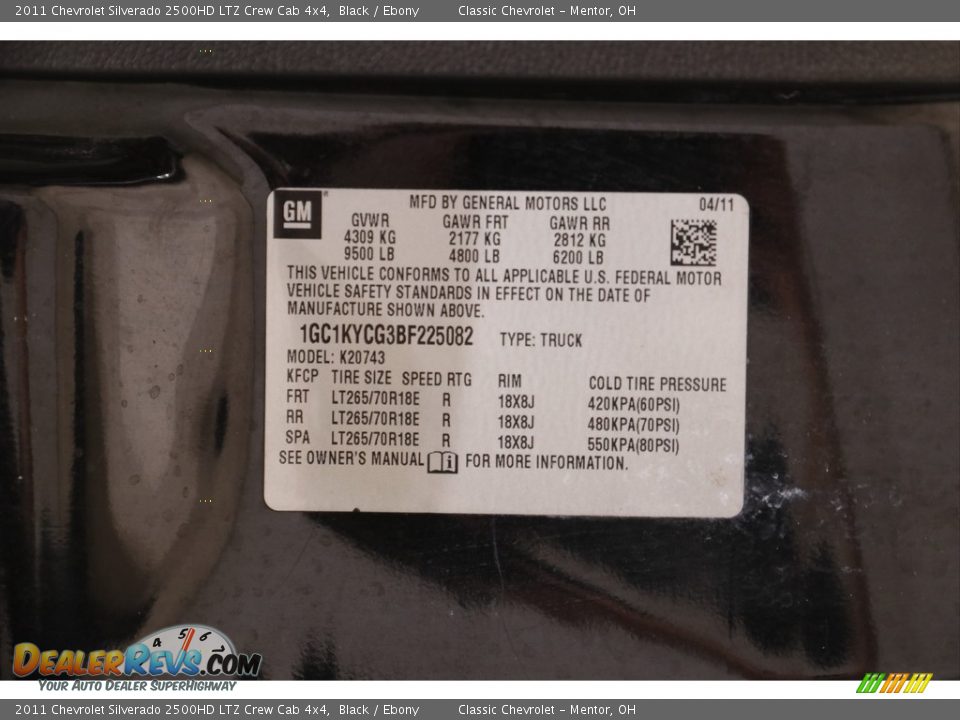 2011 Chevrolet Silverado 2500HD LTZ Crew Cab 4x4, Black / Ebony Classic Chevrolet – Mentor, OH
GM
MFD BY GENERAL MOTORS LLC 04/11
GVWR GAWR FRT GAWR RR
4309 KG 2177 KG 2812 KG
9500 LB 4800 LB 6200 LB
THIS VEHICLE CONFORMS TO ALL APPLICABLE U.S. FEDERAL MOTOR
VEHICLE SAFETY STANDARDS IN EFFECT ON THE DATE OF
MANUFACTURE SHOWN ABOVE.
1GC1KYCG3BF225082 TYPE: TRUCK
MODEL: K20743
KFCP TIRE SIZE SPEED RTG RIM COLD TIRE PRESSURE
FRT LT265/70R18E R 18X8J 420KPA(60PSI)
RR LT265/70R18E R 18X8J 480KPA(70PSI)
SPA LT265/70R18E R 18X8J 550KPA(80PSI)
SEE OWNER'S MANUAL i FOR MORE INFORMATION.
4 5 6
DEALERREVS.COM
YOUR AUTO DEALER SUPERHIGHWAY
2011 Chevrolet Silverado 2500HD LTZ Crew Cab 4x4, Black / Ebony Classic Chevrolet – Mentor, OH